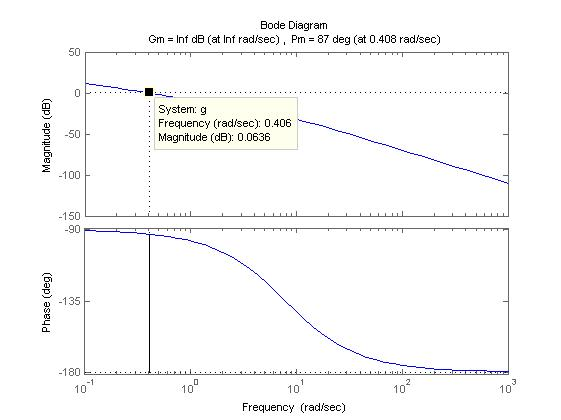 Bode Diagram
Gm = Inf dB (at Inf rad/sec) , Pm = 87 deg (at 0.408 rad/sec)
50
0
-50
-100
-150
Magnitude (dB)
System: g
Frequency (rad/sec): 0.406
Magnitude (dB): 0.0636
-90
-135
-180
Phase (deg)
10^-1
10^0
10^1
10^2
10^3
Frequency (rad/sec)